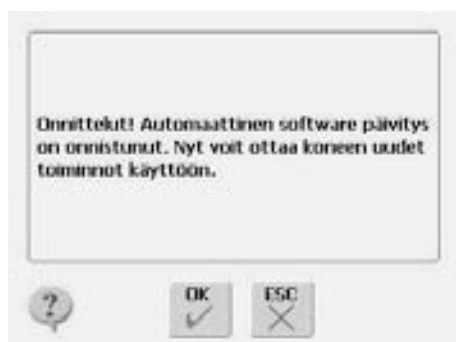 Onnittelut! Automaattinen software päivitys
on onnistunut. Nyt voit ottaa koneen uudet
toiminnot käyttöön.
?
OK
ESC